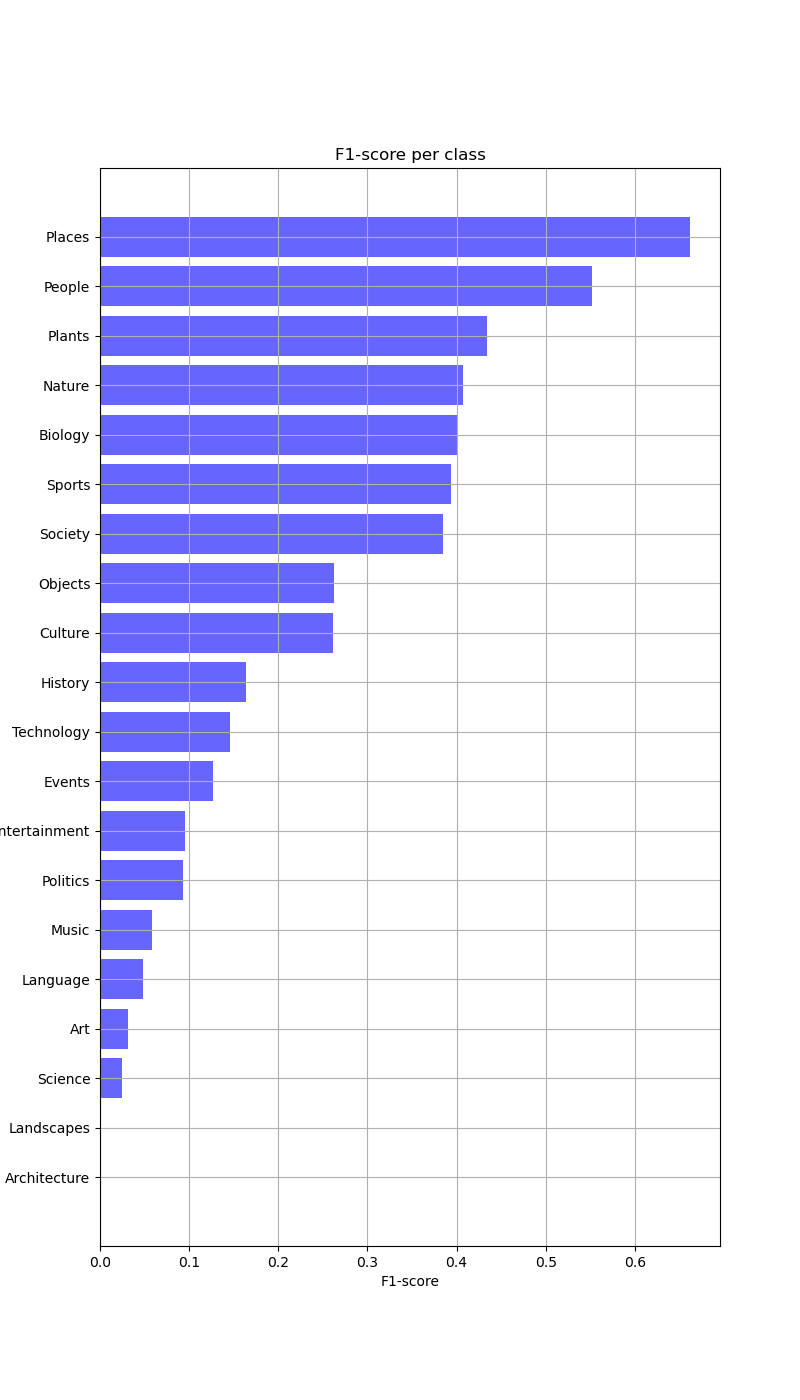 F1-score per class
Places
People
Plants
Nature
Biology
Sports
Society
Objects
Culture
History
Technology
Events
ntertainment
Politics
Music
Language
Art
Science
Landscapes
Architecture
0.0 0.1 0.2 0.3 0.4 0.5 0.6
F1-score